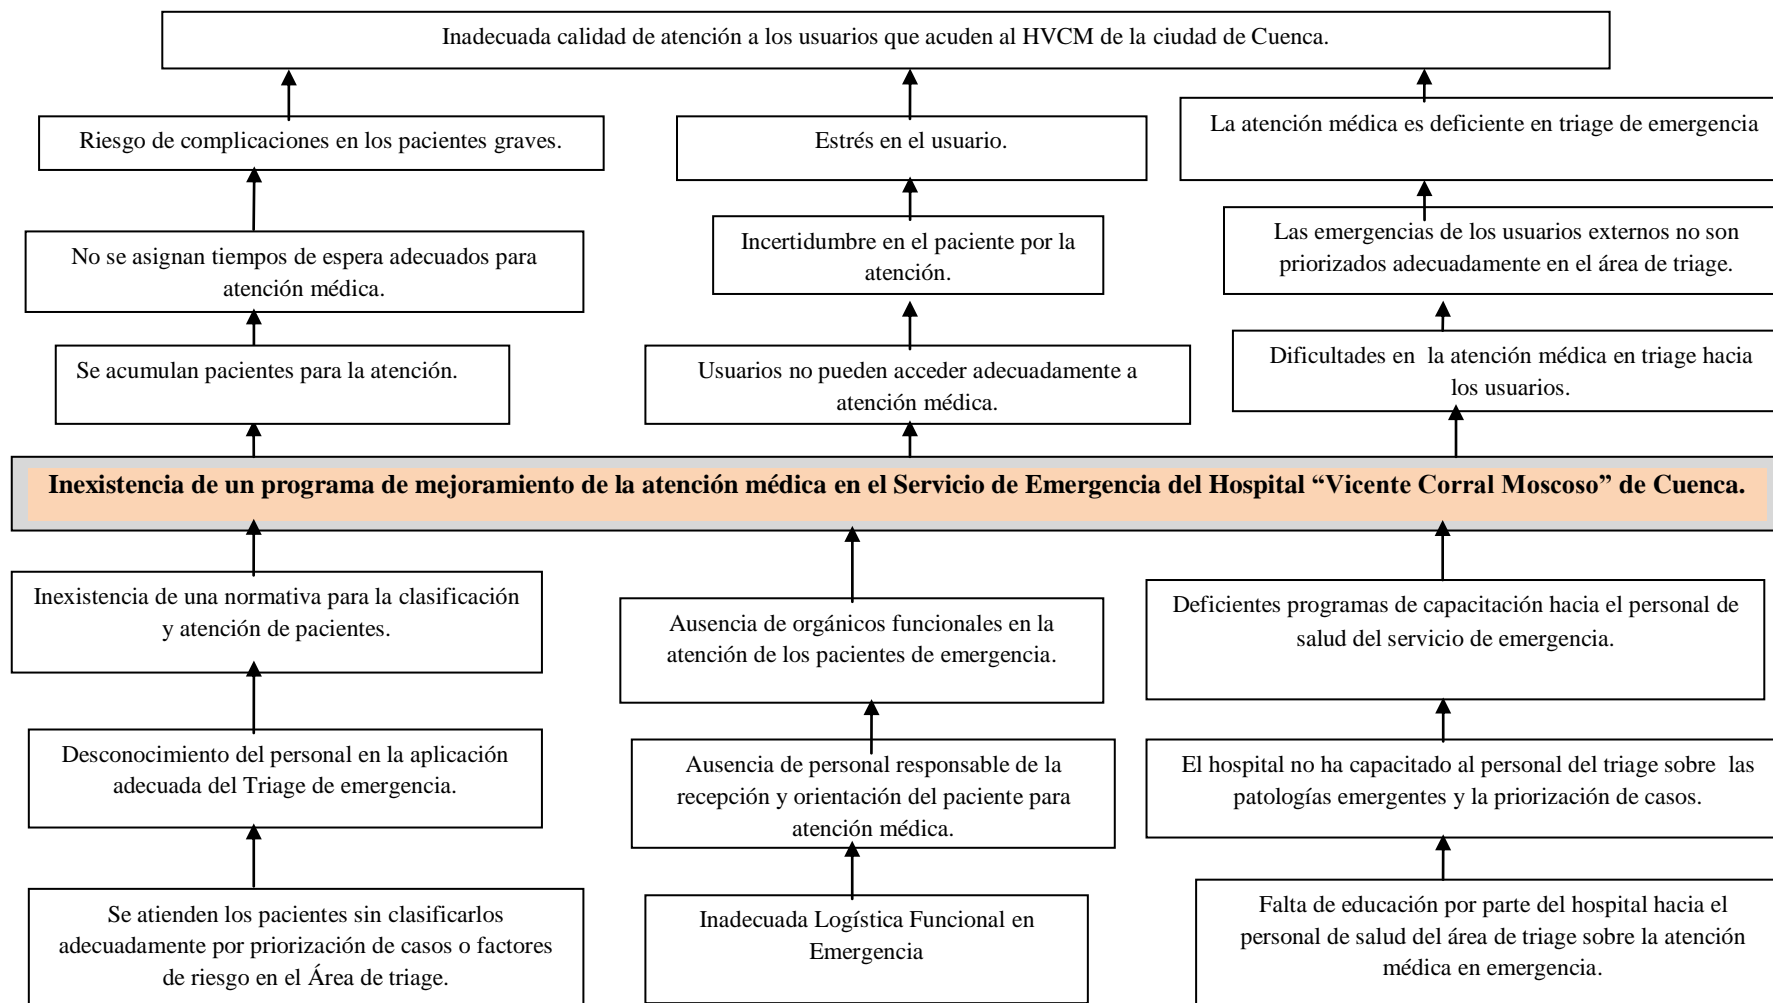 Inadecuada calidad de atención a los usuarios que acuden al HVCM de la ciudad de Cuenca.
Riesgo de complicaciones en los pacientes graves.
Estrés en el usuario.
La atención médica es deficiente en triage de emergencia
No se asignan tiempos de espera adecuados para
atención médica.
Incertidumbre en el paciente por la
atención.
Las emergencias de los usuarios externos no son
priorizados adecuadamente en el área de triage.
Se acumulan pacientes para la atención.
Usuarios no pueden acceder adecuadamente a
atención médica.
Dificultades en la atención médica en triage hacia
los usuarios.
Inexistencia de un programa de mejoramiento de la atención médica en el Servicio de Emergencia del Hospital “Vicente Corral Moscoso” de Cuenca.
Inexistencia de una normativa para la clasificación
y atención de pacientes.
Ausencia de orgánicos funcionales en la
atención de los pacientes de emergencia.
Deficientes programas de capacitación hacia el personal de
salud del servicio de emergencia.
Desconocimiento del personal en la aplicación
adecuada del Triage de emergencia.
Ausencia de personal responsable de la
recepción y orientación del paciente para
atención médica.
El hospital no ha capacitado al personal del triage sobre las
patologías emergentes y la priorización de casos.
Se atienden los pacientes sin clasificarlos
adecuadamente por priorización de casos o factores
de riesgo en el Área de triage.
Inadecuada Logística Funcional en
Emergencia
Falta de educación por parte del hospital hacia el
personal de salud del área de triage sobre la atención
médica en emergencia.